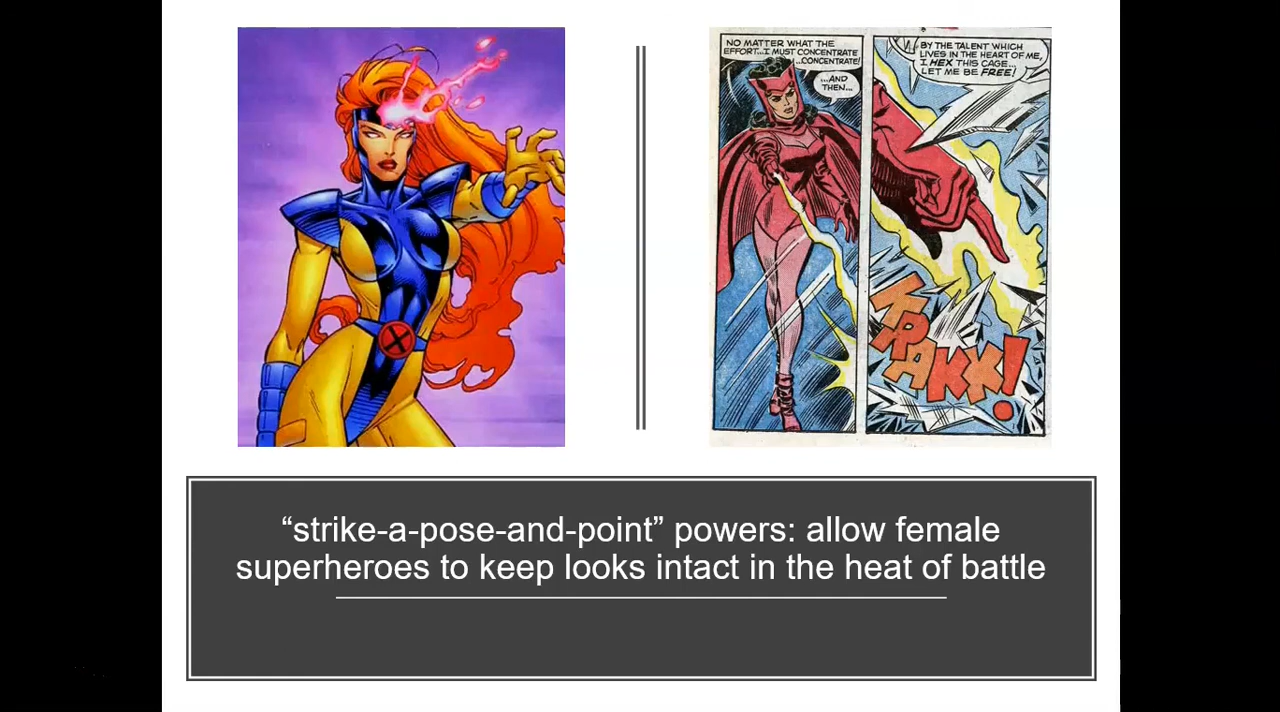 NO MATTER WHAT THE
EFFORT...I MUST CONCENTRATE
...CONCENTRATE!
...AND
THEN...
BY THE TALENT WHICH
LIVES IN THE HEART OF ME,
I HEX THIS CAGE...
LET ME BE FREE!
KRAKK!
“strike-a-pose-and-point” powers: allow female
superheroes to keep looks intact in the heat of battle